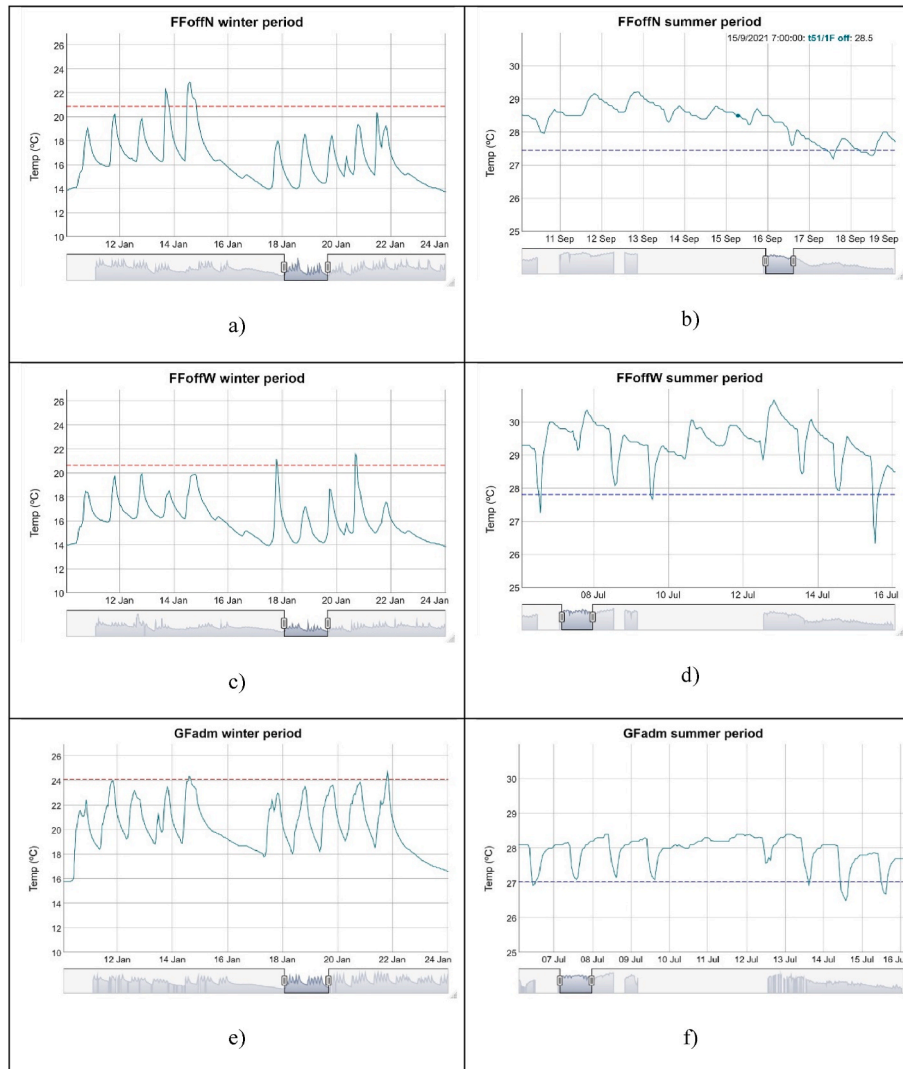 FFoffN winter period
26
24
22
20
18
16
14
12
10
Temp (ºC)
12 Jan 14 Jan 16 Jan 18 Jan 20 Jan 22 Jan 24 Jan
a)
FFoffN summer period
15/9/2021 7:00:00: t51/1F off: 28.5
30
29
28
27
26
25
Temp (ºC)
11 Sep 12 Sep 13 Sep 14 Sep 15 Sep 16 Sep 17 Sep 18 Sep 19 Sep
b)
FFoffW winter period
26
24
22
20
18
16
14
12
10
Temp (ºC)
12 Jan 14 Jan 16 Jan 18 Jan 20 Jan 22 Jan 24 Jan
c)
FFoffW summer period
30
29
28
27
26
25
Temp (ºC)
08 Jul 10 Jul 12 Jul 14 Jul 16 Jul
d)
GFadm winter period
26
24
22
20
18
16
14
12
10
Temp (ºC)
12 Jan 14 Jan 16 Jan 18 Jan 20 Jan 22 Jan 24 Jan
e)
GFadm summer period
30
29
28
27
26
25
Temp (ºC)
07 Jul 08 Jul 09 Jul 10 Jul 11 Jul 12 Jul 13 Jul 14 Jul 15 Jul 16 Ju
f)